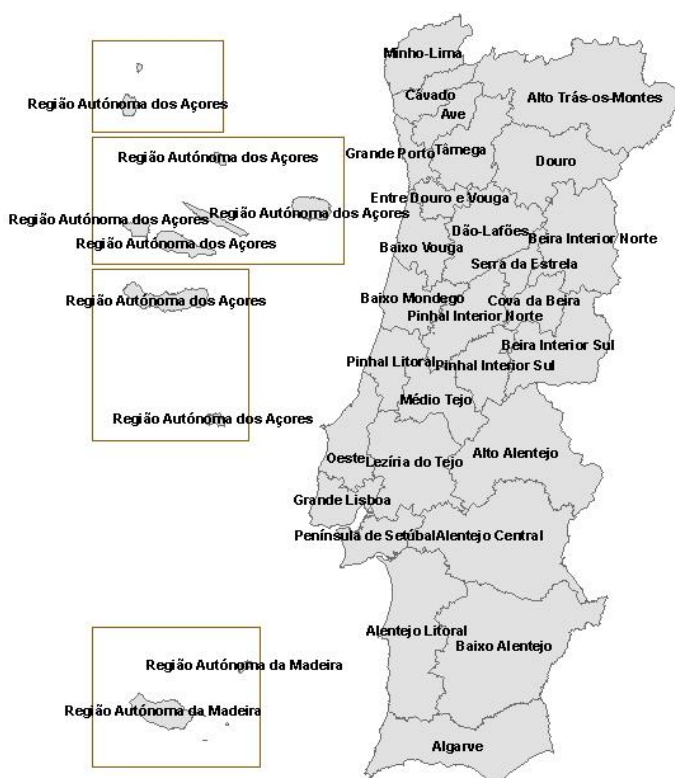 Minho-Lima
Cávado
Ave
Alto Trás-os-Montes
Região Autónoma dos Açores
Grande Porto
Tâmega
Douro
Região Autónoma dos Açores
Entre Douro e Vouga
Região Autónoma dos Açores
Região Autónoma dos Açores
Região Autónoma dos Açores
Dão-Lafões
Baixo Vouga
Beira Interior Norte
Serra da Estrela
Região Autónoma dos Açores
Baixo Mondego
Cova da Beira
Pinhal Interior Norte
Beira Interior Sul
Pinhal Litoral
Pinhal Interior Sul
Médio Tejo
Região Autónoma dos Açores
Oeste
Lezíria do Tejo
Alto Alentejo
Grande Lisboa
Península de Setúbal
Alentejo Central
Alentejo Litoral
Baixo Alentejo
Região Autónoma da Madeira
Região Autónoma da Madeira
Algarve